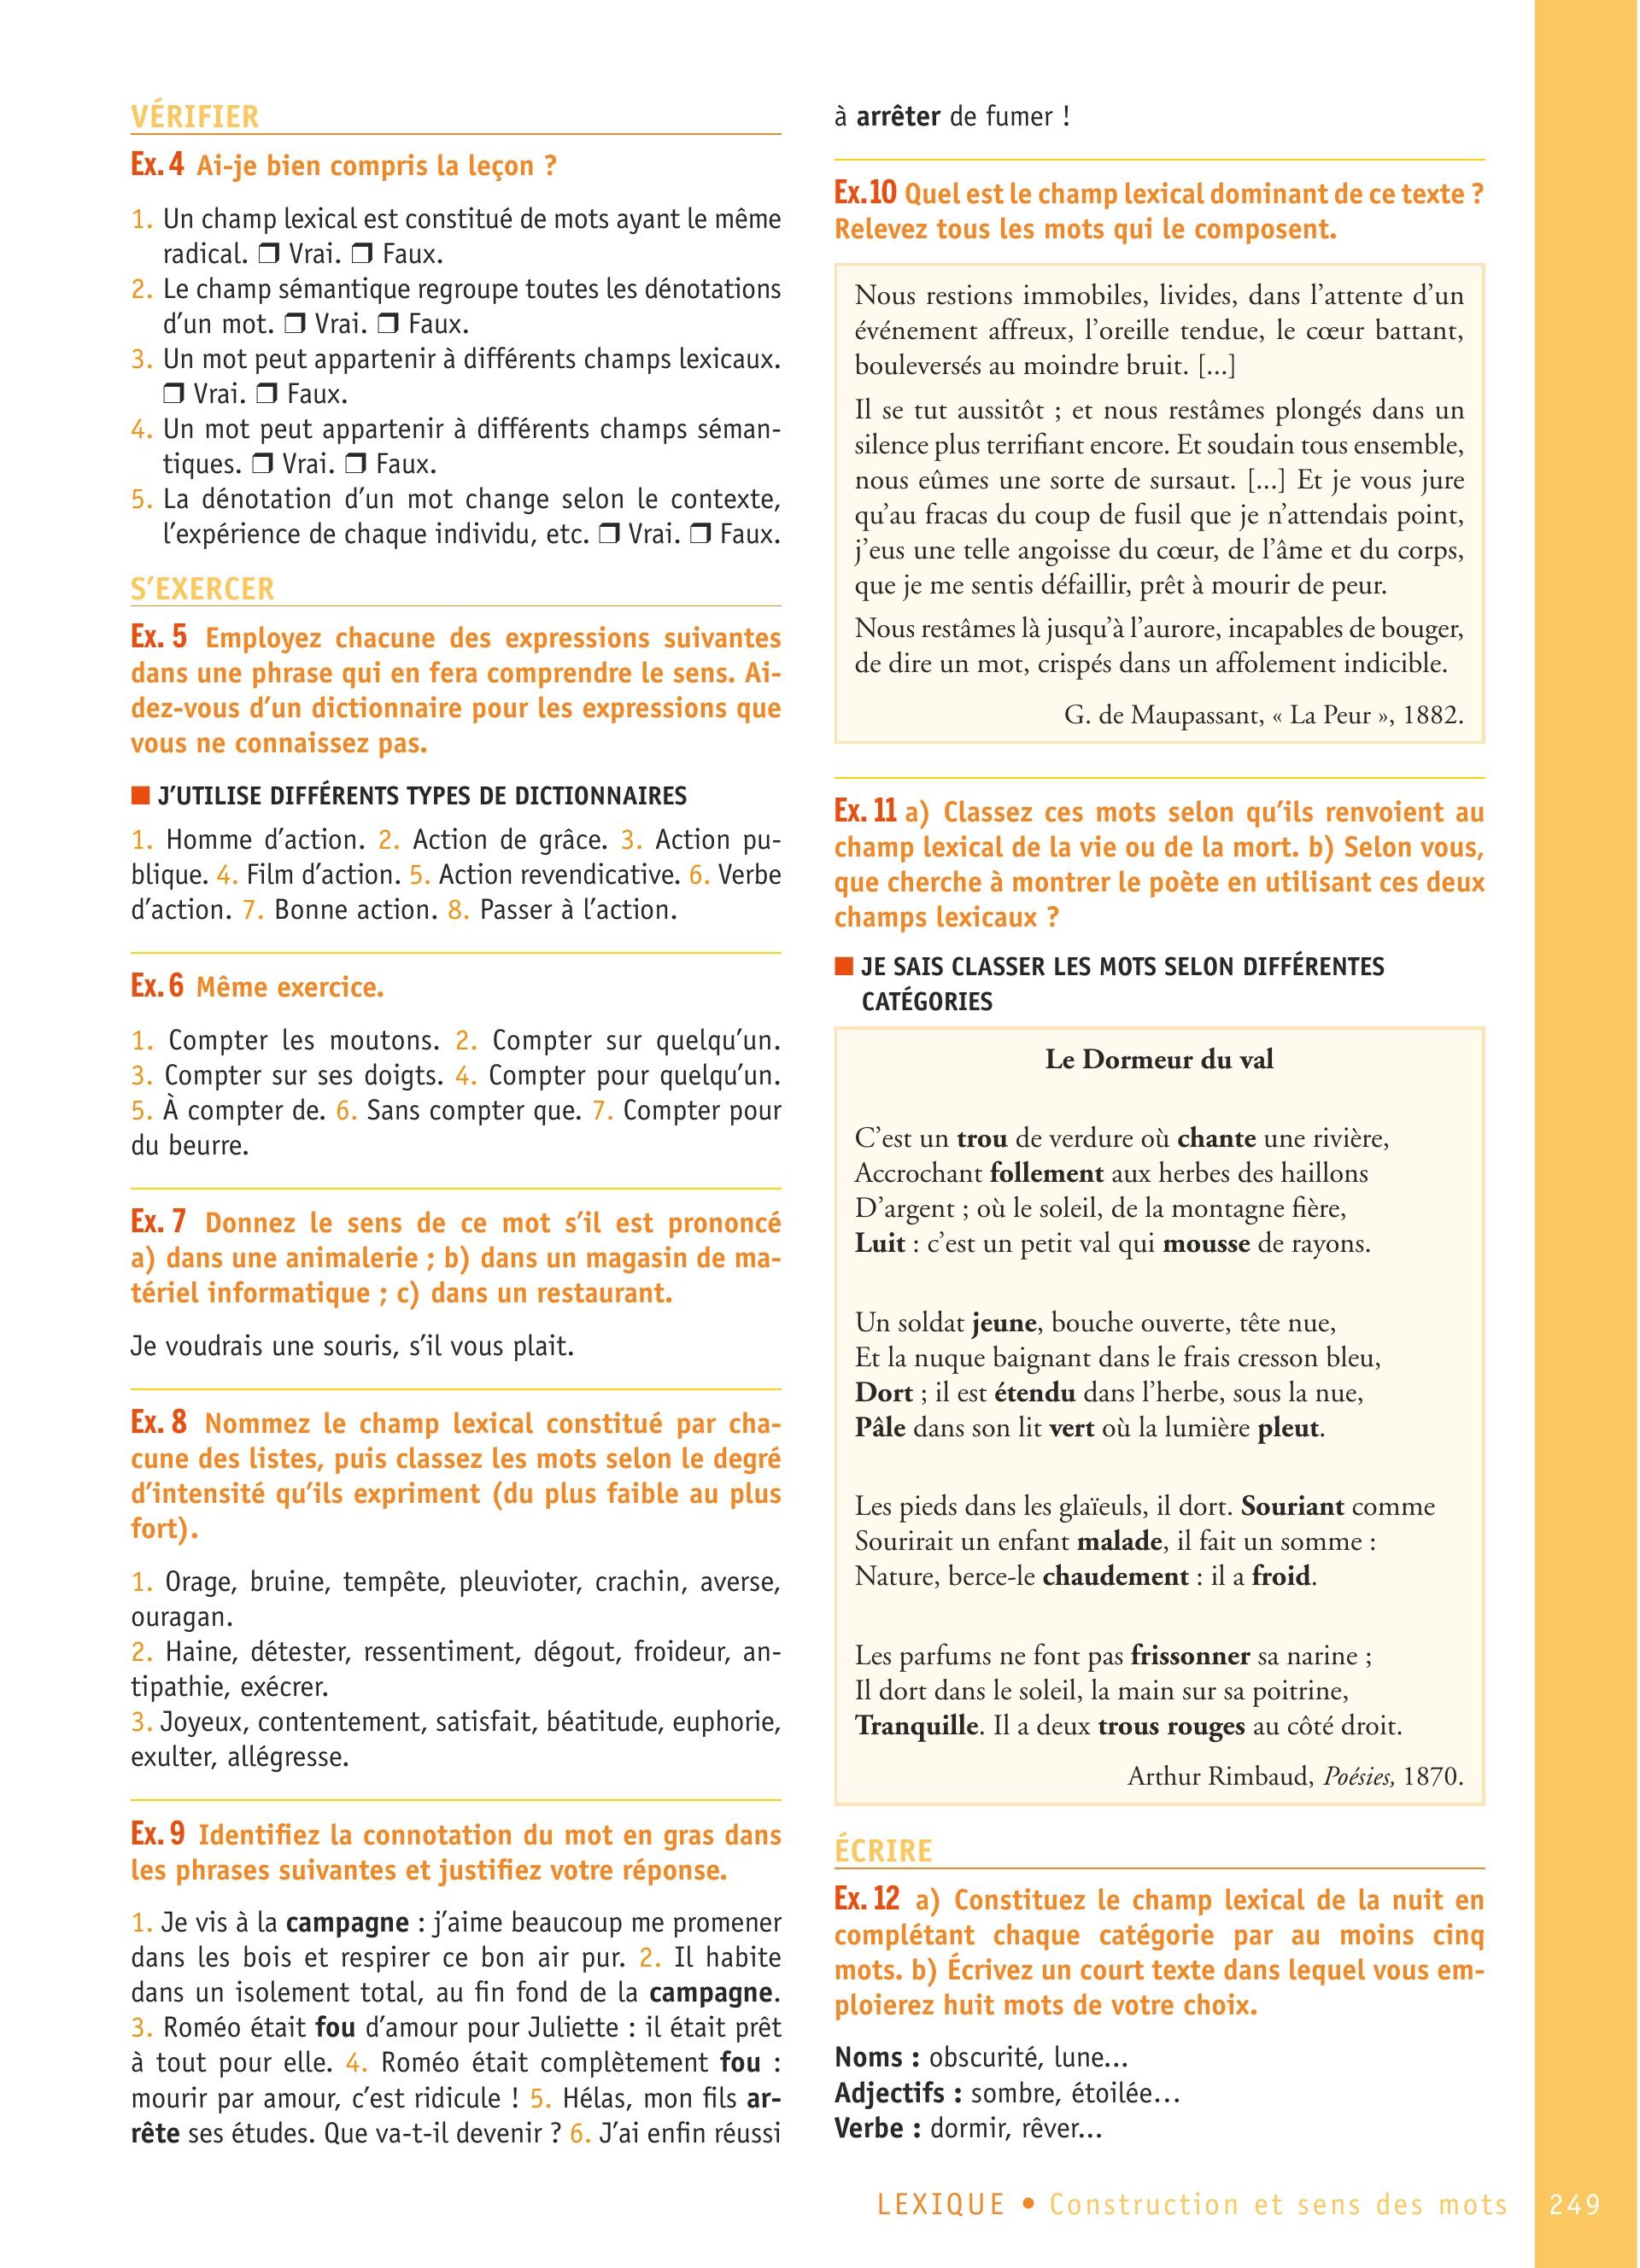 VÉRIFIER
Ex. 4 Ai-je bien compris la leçon ?
1. Un champ lexical est constitué de mots ayant le même
radical. ❒ Vrai. ❒ Faux.
2. Le champ sémantique regroupe toutes les dénotations
d’un mot. ❒ Vrai. ❒ Faux.
3. Un mot peut appartenir à différents champs lexicaux.
❒ Vrai. ❒ Faux.
4. Un mot peut appartenir à différents champs séman-
tiques. ❒ Vrai. ❒ Faux.
5. La dénotation d’un mot change selon le contexte,
l’expérience de chaque individu, etc. ❒ Vrai. ❒ Faux.
S’EXERCER
Ex. 5 Employez chacune des expressions suivantes
dans une phrase qui en fera comprendre le sens. Ai-
dez-vous d’un dictionnaire pour les expressions que
vous ne connaissez pas.
■ J’UTILISE DIFFÉRENTS TYPES DE DICTIONNAIRES
1. Homme d’action. 2. Action de grâce. 3. Action pu-
blique. 4. Film d’action. 5. Action revendicative. 6. Verbe
d’action. 7. Bonne action. 8. Passer à l’action.
Ex. 6 Même exercice.
1. Compter les moutons. 2. Compter sur quelqu’un.
3. Compter sur ses doigts. 4. Compter pour quelqu’un.
5. À compter de. 6. Sans compter que. 7. Compter pour
du beurre.
Ex. 7 Donnez le sens de ce mot s’il est prononcé
a) dans une animalerie ; b) dans un magasin de ma-
tériel informatique ; c) dans un restaurant.
Je voudrais une souris, s’il vous plait.
Ex. 8 Nommez le champ lexical constitué par cha-
cune des listes, puis classez les mots selon le degré
d’intensité qu’ils expriment (du plus faible au plus
fort).
1. Orage, bruine, tempête, pleuvioter, crachin, averse,
ouragan.
2. Haine, détester, ressentiment, dégout, froideur, an-
tipathie, exécrer.
3. Joyeux, contentement, satisfait, béatitude, euphorie,
exulter, allégresse.
Ex. 9 Identifiez la connotation du mot en gras dans
les phrases suivantes et justifiez votre réponse.
1. Je vis à la campagne : j’aime beaucoup me promener
dans les bois et respirer ce bon air pur. 2. Il habite
dans un isolement total, au fin fond de la campagne.
3. Roméo était fou d’amour pour Juliette : il était prêt
à tout pour elle. 4. Roméo était complètement fou :
mourir par amour, c’est ridicule ! 5. Hélas, mon fils ar-
rête ses études. Que va-t-il devenir ? 6. J’ai enfin réussi
à arrêter de fumer !
Ex. 10 Quel est le champ lexical dominant de ce texte ?
Relevez tous les mots qui le composent.
Nous restions immobiles, livides, dans l’attente d’un
événement affreux, l’oreille tendue, le cœur battant,
bouleversés au moindre bruit. [...]
Il se tut aussitôt ; et nous restâmes plongés dans un
silence plus terrifiant encore. Et soudain tous ensemble,
nous eûmes une sorte de sursaut. [...] Et je vous jure
qu’au fracas du coup de fusil que je n’attendais point,
j’eus une telle angoisse du cœur, de l’âme et du corps,
que je me sentis défaillir, prêt à mourir de peur.
Nous restâmes là jusqu’à l’aurore, incapables de bouger,
de dire un mot, crispés dans un affolement indicible.
G. de Maupassant, « La Peur », 1882.
Ex. 11 a) Classez ces mots selon qu’ils renvoient au
champ lexical de la vie ou de la mort. b) Selon vous,
que cherche à montrer le poète en utilisant ces deux
champs lexicaux ?
■ JE SAIS CLASSER LES MOTS SELON DIFFÉRENTES
CATÉGORIES
Le Dormeur du val
C’est un trou de verdure où chante une rivière,
Accrochant follement aux herbes des haillons
D’argent ; où le soleil, de la montagne fière,
Luit : c’est un petit val qui mousse de rayons.
Un soldat jeune, bouche ouverte, tête nue,
Et la nuque baignant dans le frais cresson bleu,
Dort ; il est étendu dans l’herbe, sous la nue,
Pâle dans son lit vert où la lumière pleut.
Les pieds dans les glaïeuls, il dort. Souriant comme
Sourirait un enfant malade, il fait un somme :
Nature, berce-le chaudement : il a froid.
Les parfums ne font pas frissonner sa narine ;
Il dort dans le soleil, la main sur sa poitrine,
Tranquille. Il a deux trous rouges au côté droit.
Arthur Rimbaud, Poésies, 1870.
ÉCRIRE
Ex. 12 a) Constituez le champ lexical de la nuit en
complétant chaque catégorie par au moins cinq
mots. b) Écrivez un court texte dans lequel vous em-
ploierez huit mots de votre choix.
Noms : obscurité, lune...
Adjectifs : sombre, étoilée...
Verbe : dormir, rêver...
LEXIQUE • Construction et sens des mots 249